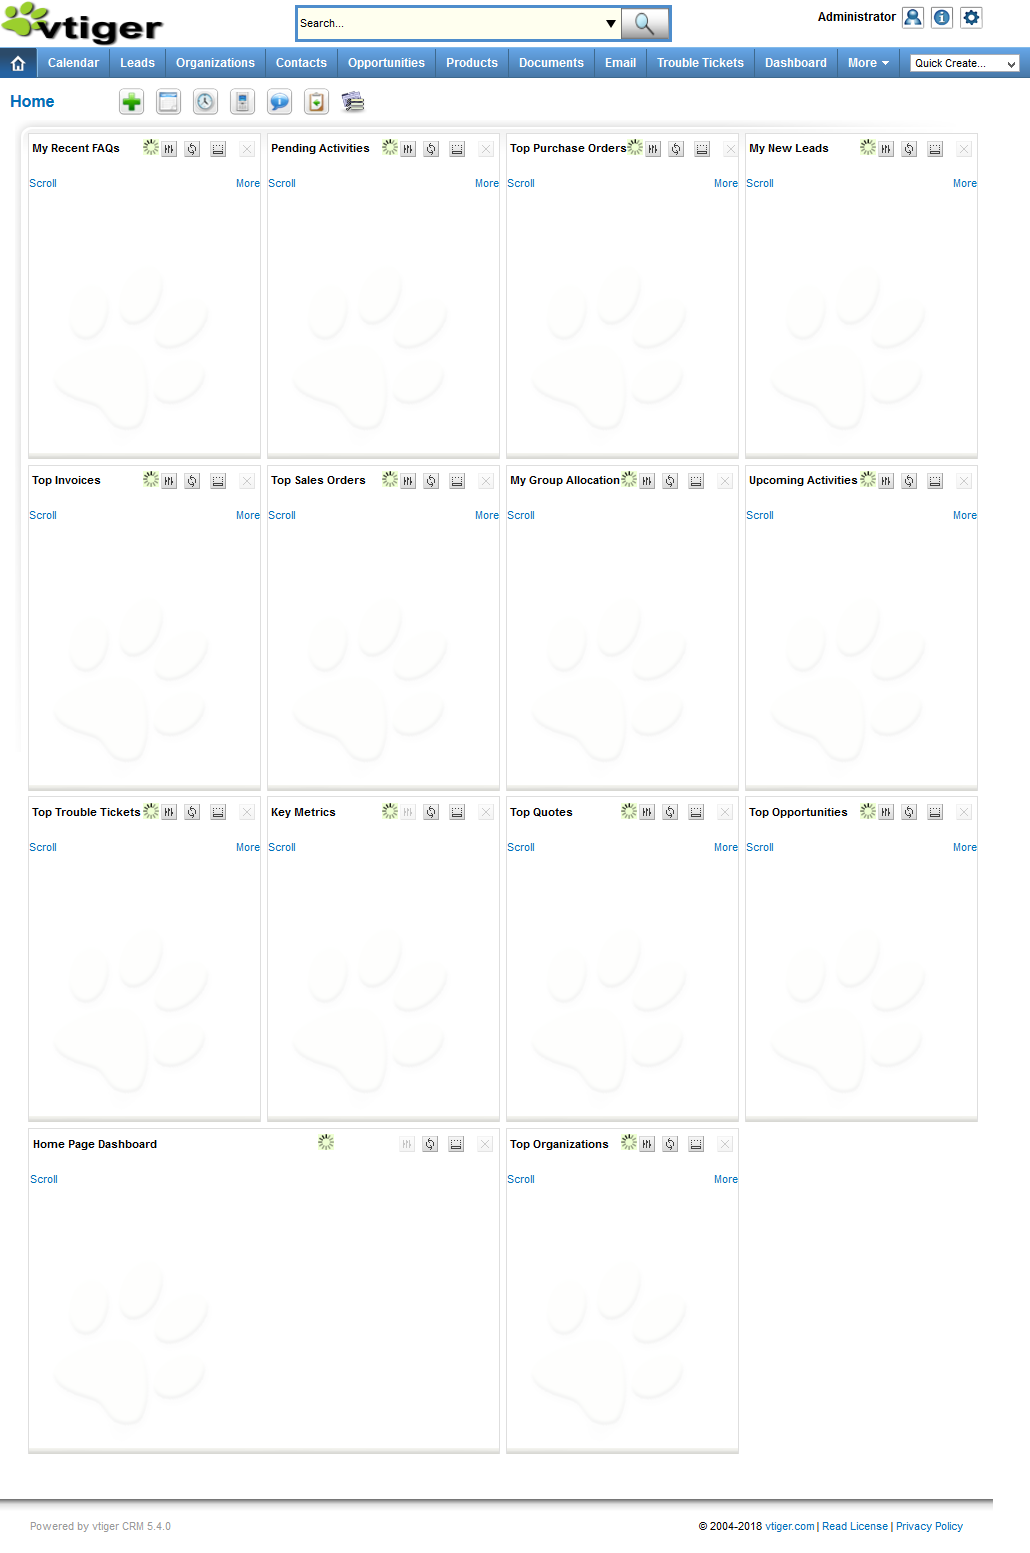 vtiger
Search...
Administrator
Calendar Leads Organizations Contacts Opportunities Products Documents Email Trouble Tickets Dashboard More Quick Create...
Home
My Recent FAQs Pending Activities Top Purchase Orders My New Leads
Scroll More Scroll More Scroll More Scroll More
Top Invoices Top Sales Orders My Group Allocation Upcoming Activities
Scroll More Scroll More Scroll Scroll More
Top Trouble Tickets Key Metrics Top Quotes Top Opportunities
Scroll More Scroll Scroll More Scroll More
Home Page Dashboard Top Organizations
Scroll Scroll More
Powered by vtiger CRM 5.4.0 © 2004-2018 vtiger.com | Read License | Privacy Policy